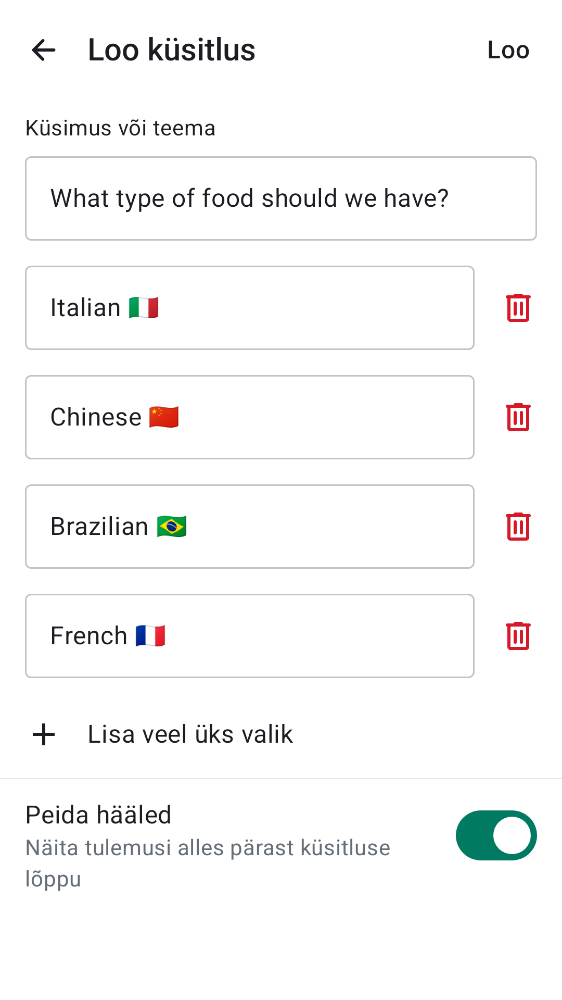 Loo küsitlus
Loo
Küsimus või teema
What type of food should we have?
Italian 🇮🇹
Chinese 🇨🇳
Brazilian 🇧🇷
French 🇫🇷
Lisa veel üks valik
Peida hääled
Näita tulemusi alles pärast küsitluse
lõppu